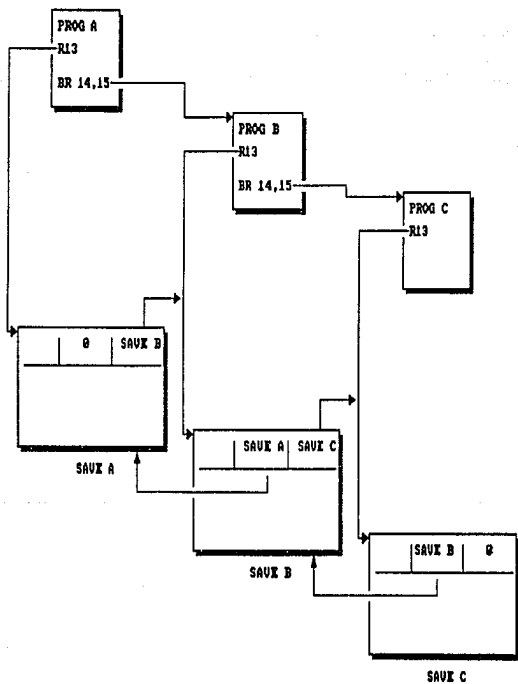 PROG A
R13
BR 14,15
PROG B
R13
BR 14,15
PROG C
R13
0 SAVE B
SAVE A
SAVE A SAVE C
SAVE B
SAVE B 0
SAVE C